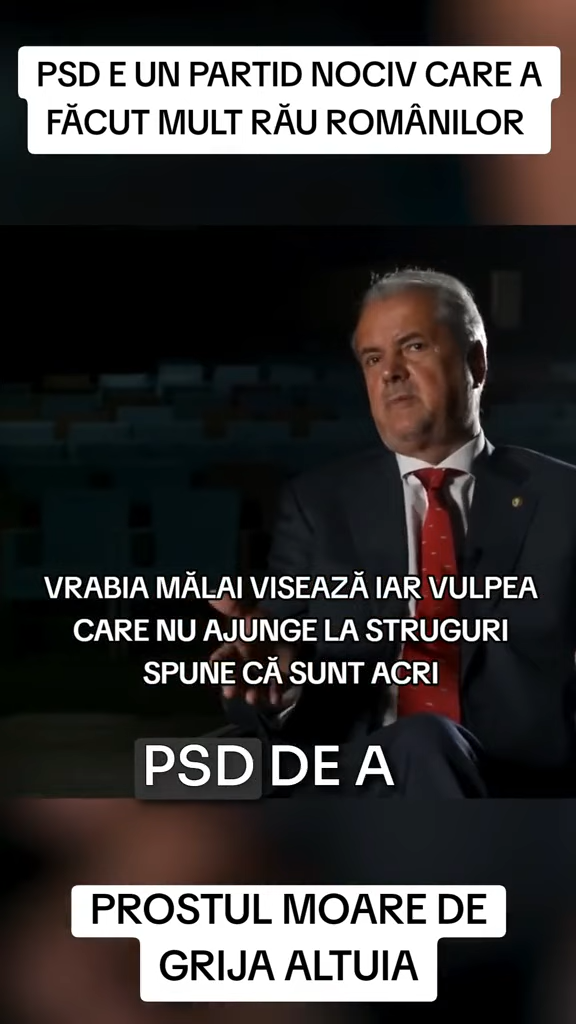 PSD E UN PARTID NOCIV CARE A
FĂCUT MULT RĂU ROMÂNILOR
VRABIA MĂLAI VISEAZĂ IAR VULPEA
CARE NU AJUNGE LA STRUGURI
SPUNE CĂ SUNT ACRI
PSD DE A
PROSTUL MOARE DE
GRIJA ALTUIA